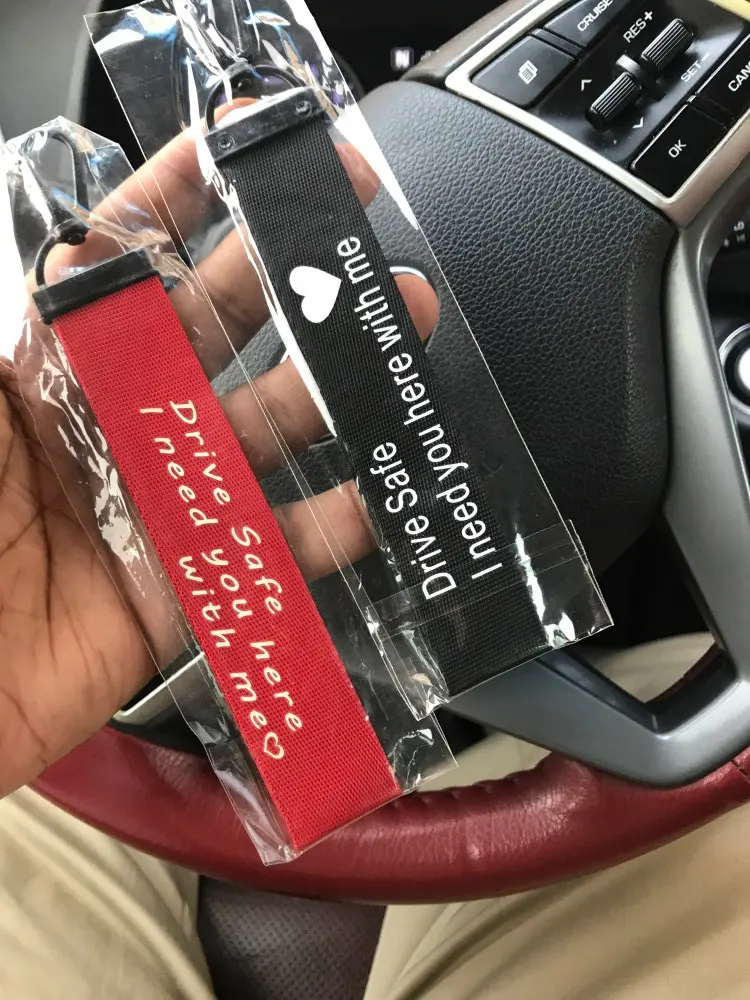 Drive Safe
I need you here
with me♡
Drive Safe
I need you here with me
CRUISE
RES+
SET-
OK
N